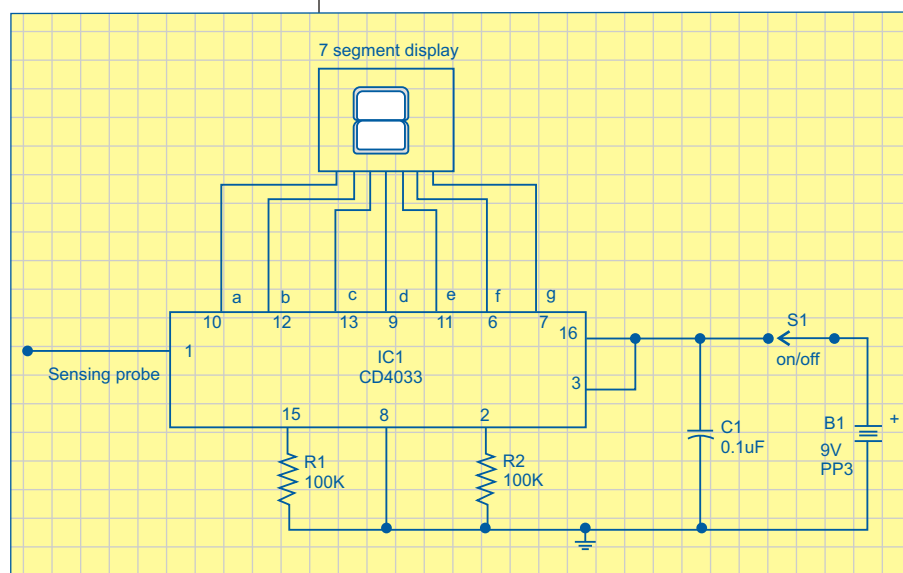 7 segment display
a b c d e f g
10 12 13 9 11 6 7
16
S1
1
IC1
CD4033
on/off
Sensing probe
3
15 8 2
C1
0.1uF
B1 +
9V
PP3
R1
100K
R2
100K